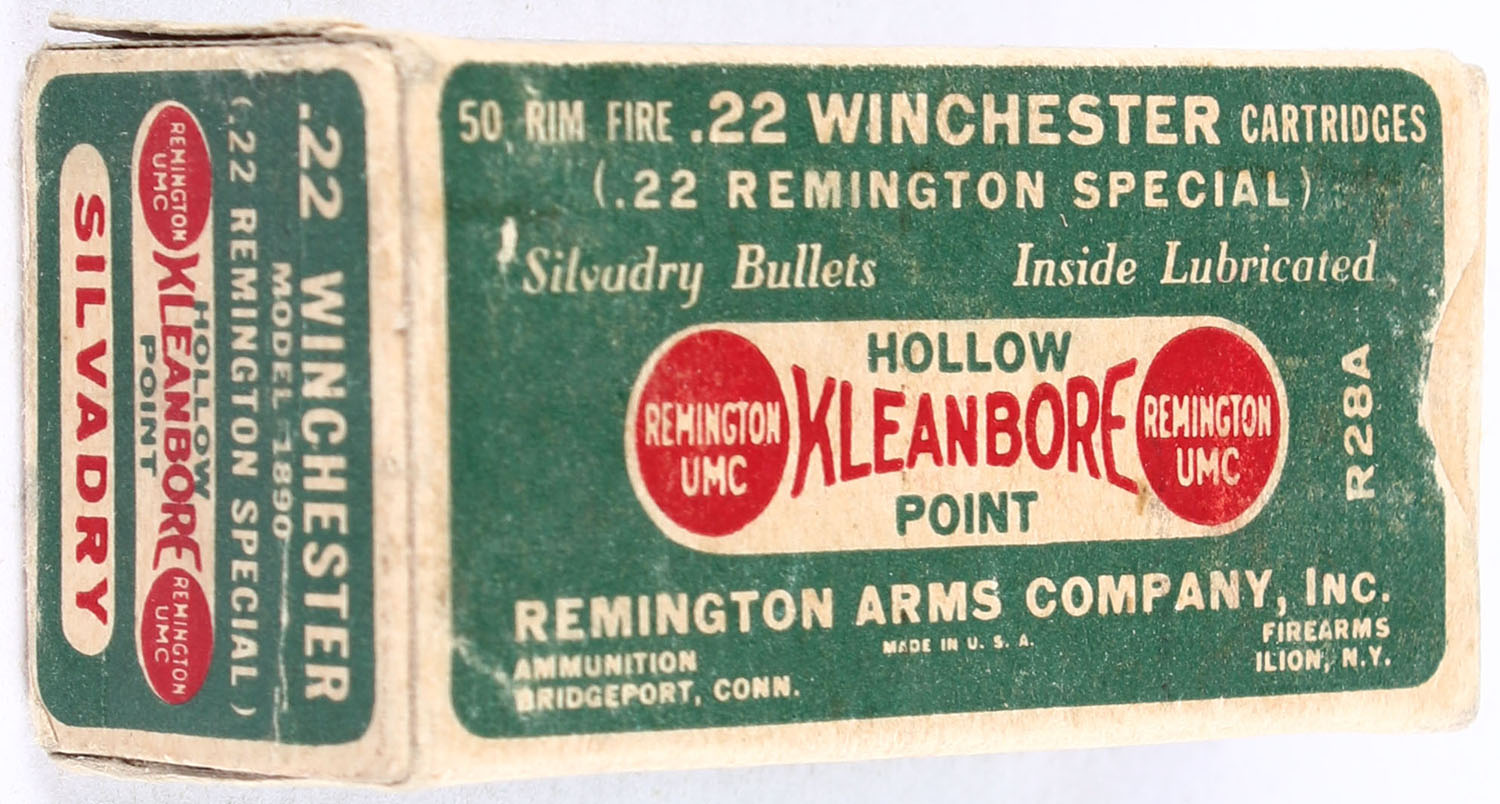 50 RIM FIRE .22 WINCHESTER CARTRIDGES
(.22 REMINGTON SPECIAL)
Silvadry Bullets Inside Lubricated
HOLLOW
REMINGTON UMC KLEANBORE REMINGTON UMC
POINT
R28A
REMINGTON ARMS COMPANY, INC.
MADE IN U. S. A.
AMMUNITION
BRIDGEPORT, CONN.
FIREARMS
ILION, N.Y.
.22 WINCHESTER
MODEL 1890
(.22 REMINGTON SPECIAL)
HOLLOW
REMINGTON UMC KLEANBORE REMINGTON UMC
POINT
SILVADRY